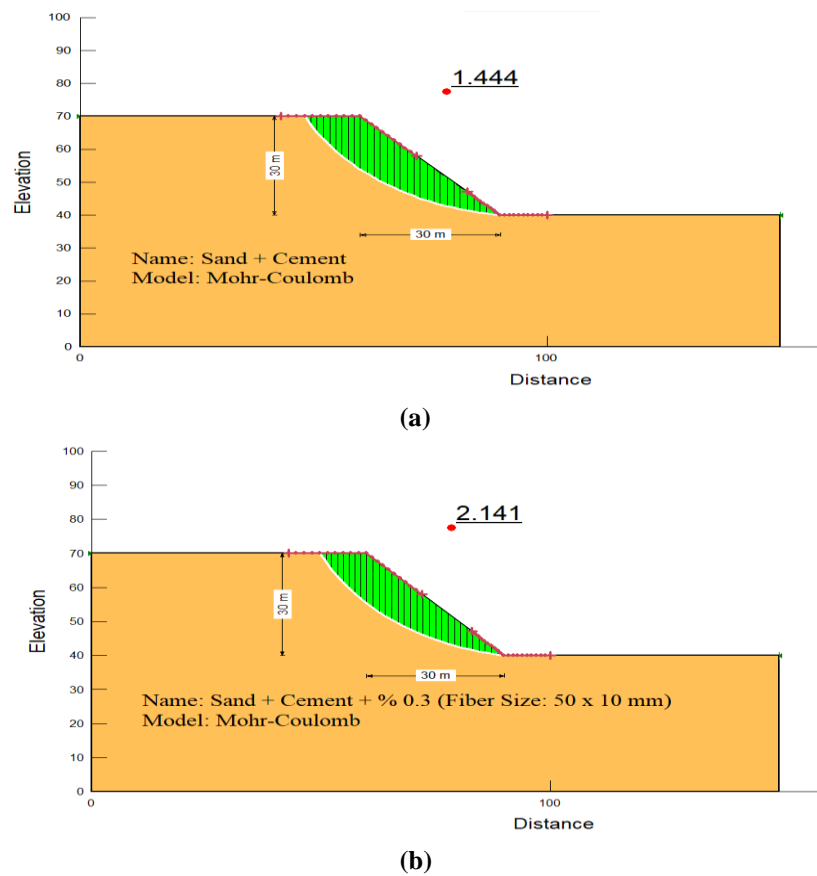 100
90
1.444
80
70
60
30 m
50
40
30
30 m
Name: Sand + Cement
20
Model: Mohr-Coulomb
10
0
Elevation
0
100
Distance
(a)
100
90
2.141
80
70
60
30 m
50
40
30
30 m
Name: Sand + Cement + % 0.3 (Fiber Size: 50 x 10 mm)
20
Model: Mohr-Coulomb
10
0
Elevation
0
100
Distance
(b)